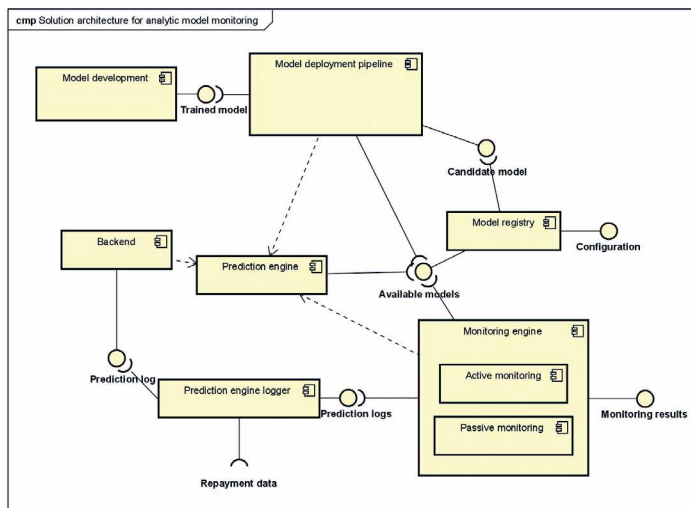 cmp Solution architecture for analytic model monitoring
Model development
Model deployment pipeline
Trained model
Candidate model
Model registry
Configuration
Backend
Prediction engine
Available models
Monitoring engine
Active monitoring
Prediction log
Prediction engine logger
Prediction logs
Monitoring results
Passive monitoring
Repayment data